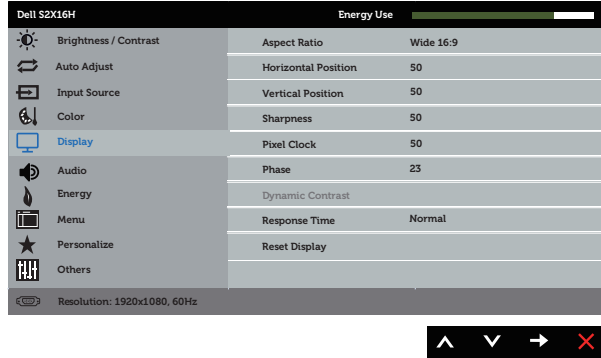 Dell S2X16H Energy Use
Brightness / Contrast Aspect Ratio Wide 16:9
Auto Adjust Horizontal Position 50
Input Source Vertical Position 50
Color Sharpness 50
Display Pixel Clock 50
Audio Phase 23
Energy Dynamic Contrast
Menu Response Time Normal
Personalize Reset Display
Others
Resolution: 1920x1080, 60Hz